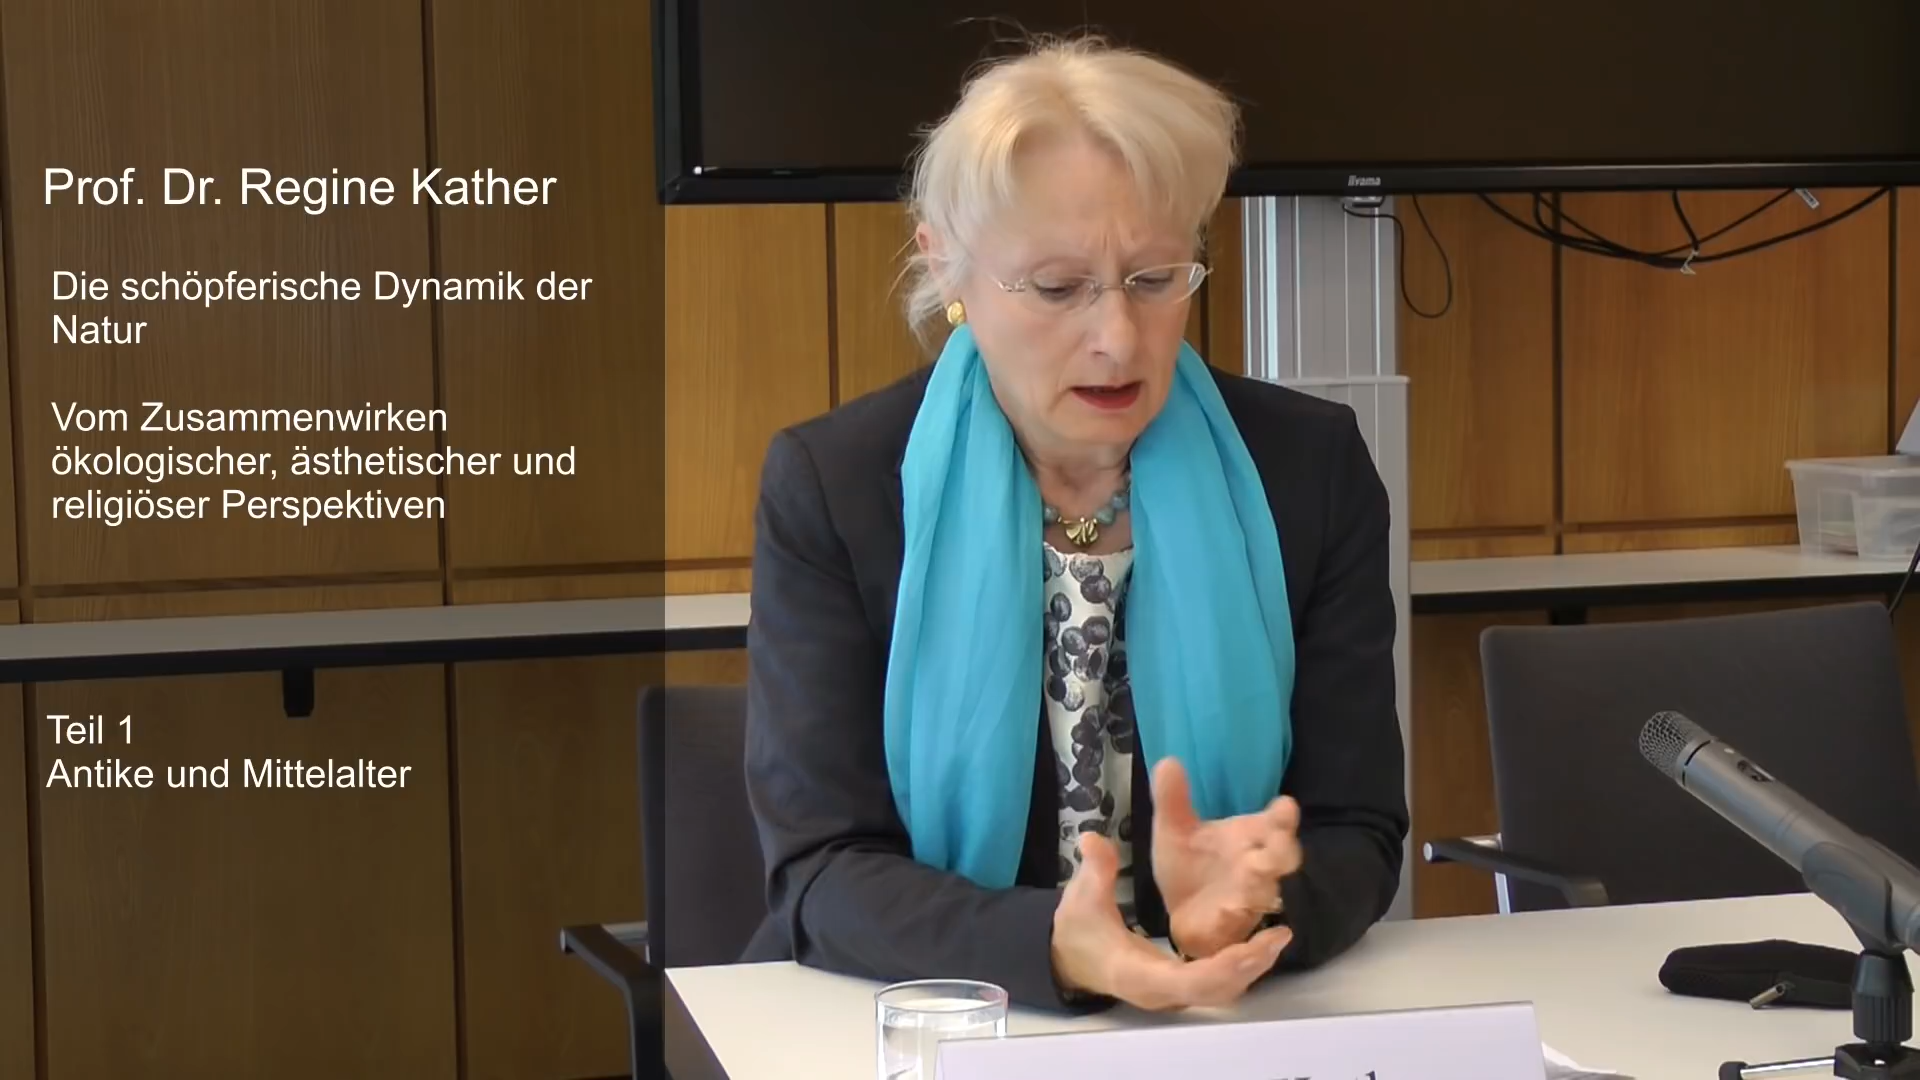 Prof. Dr. Regine Kather
Die schöpferische Dynamik der
Natur
Vom Zusammenwirken
ökologischer, ästhetischer und
religiöser Perspektiven
Teil 1
Antike und Mittelalter
iiyama